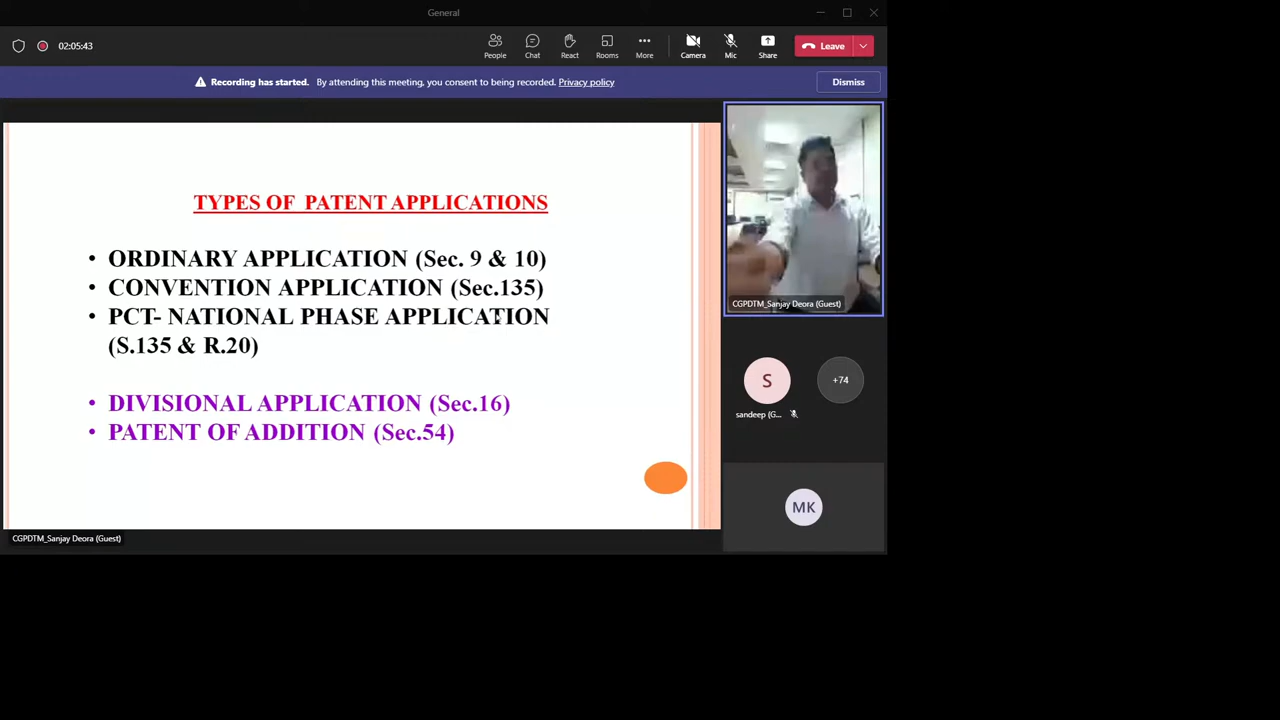 General
02:05:43
People
Chat
React
Rooms
More
Camera
Mic
Share
Leave
Recording has started. By attending this meeting, you consent to being recorded. Privacy policy
Dismiss
TYPES OF PATENT APPLICATIONS
• ORDINARY APPLICATION (Sec. 9 & 10)
• CONVENTION APPLICATION (Sec.135)
• PCT- NATIONAL PHASE APPLICATION
(S.135 & R.20)
• DIVISIONAL APPLICATION (Sec.16)
• PATENT OF ADDITION (Sec.54)
CGPDTM_Sanjay Deora (Guest)
CGPDTM_Sanjay Deora (Guest)
S
+74
sandeep (G...
MK